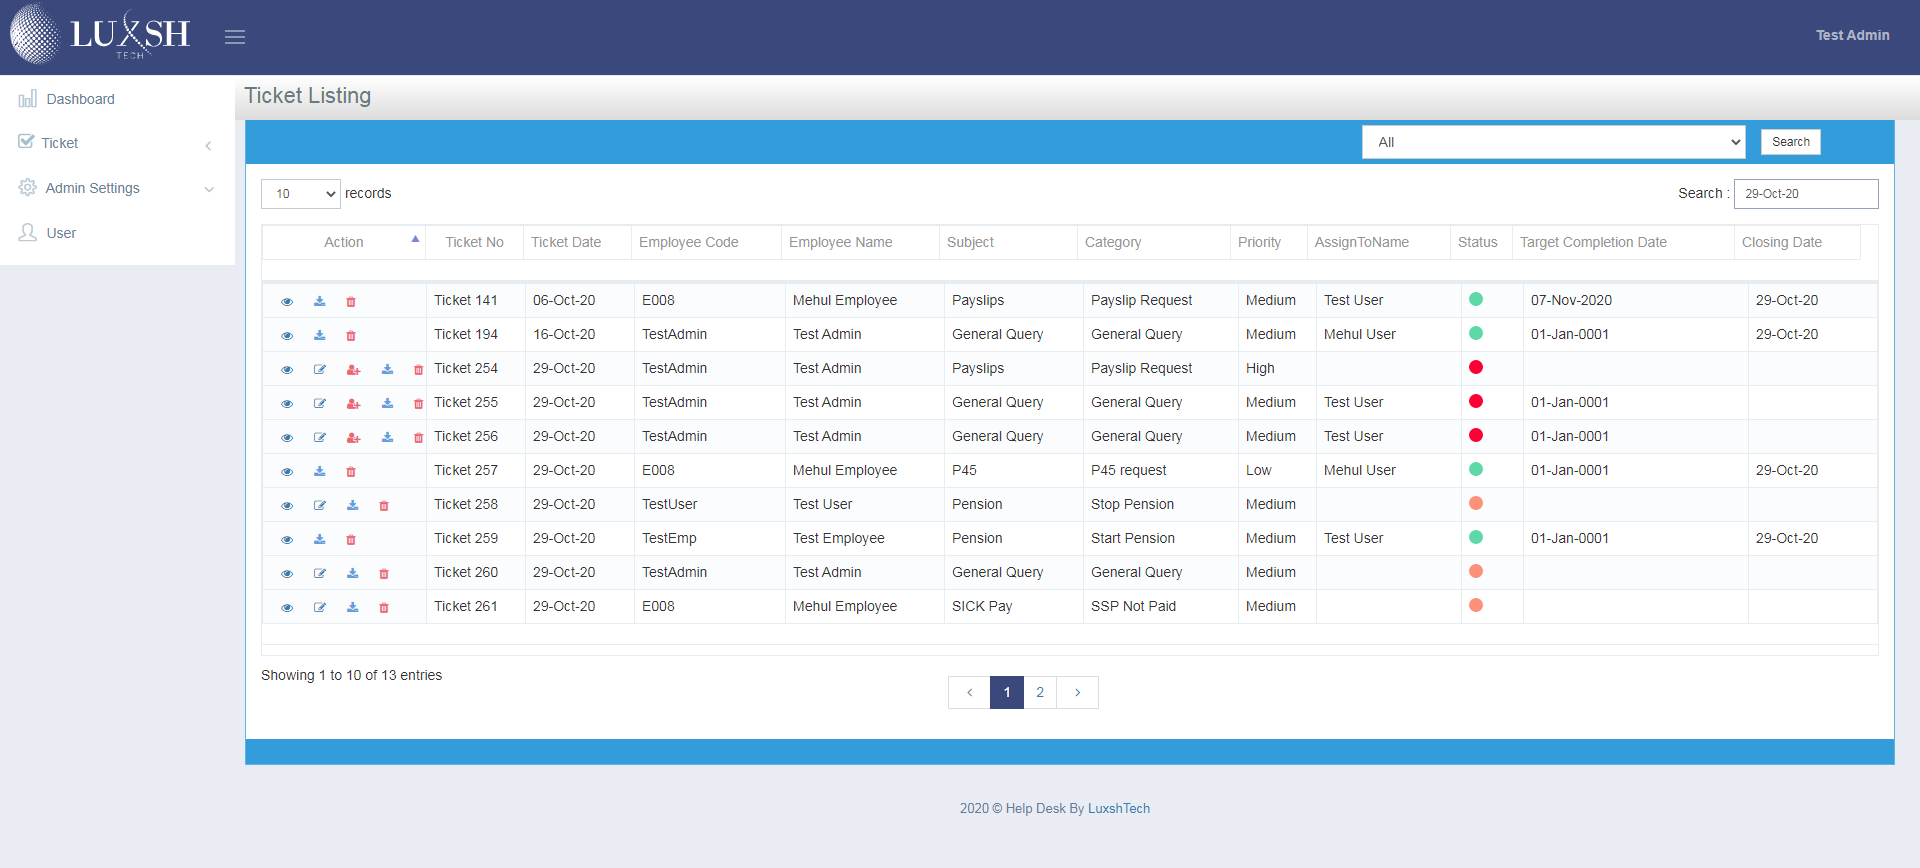 LUXSH
TECH
Test Admin
Dashboard
Ticket
Admin Settings
User
Ticket Listing
All Search
10 records Search : 29-Oct-20
Action Ticket No Ticket Date Employee Code Employee Name Subject Category Priority AssignToName Status Target Completion Date Closing Date
Ticket 141 06-Oct-20 E008 Mehul Employee Payslips Payslip Request Medium Test User 07-Nov-2020 29-Oct-20
Ticket 194 16-Oct-20 TestAdmin Test Admin General Query General Query Medium Mehul User 01-Jan-0001 29-Oct-20
Ticket 254 29-Oct-20 TestAdmin Test Admin Payslips Payslip Request High
Ticket 255 29-Oct-20 TestAdmin Test Admin General Query General Query Medium Test User 01-Jan-0001
Ticket 256 29-Oct-20 TestAdmin Test Admin General Query General Query Medium Test User 01-Jan-0001
Ticket 257 29-Oct-20 E008 Mehul Employee P45 P45 request Low Mehul User 01-Jan-0001 29-Oct-20
Ticket 258 29-Oct-20 TestUser Test User Pension Stop Pension Medium
Ticket 259 29-Oct-20 TestEmp Test Employee Pension Start Pension Medium Test User 01-Jan-0001 29-Oct-20
Ticket 260 29-Oct-20 TestAdmin Test Admin General Query General Query Medium
Ticket 261 29-Oct-20 E008 Mehul Employee SICK Pay SSP Not Paid Medium
Showing 1 to 10 of 13 entries
1 2
2020 © Help Desk By LuxshTech